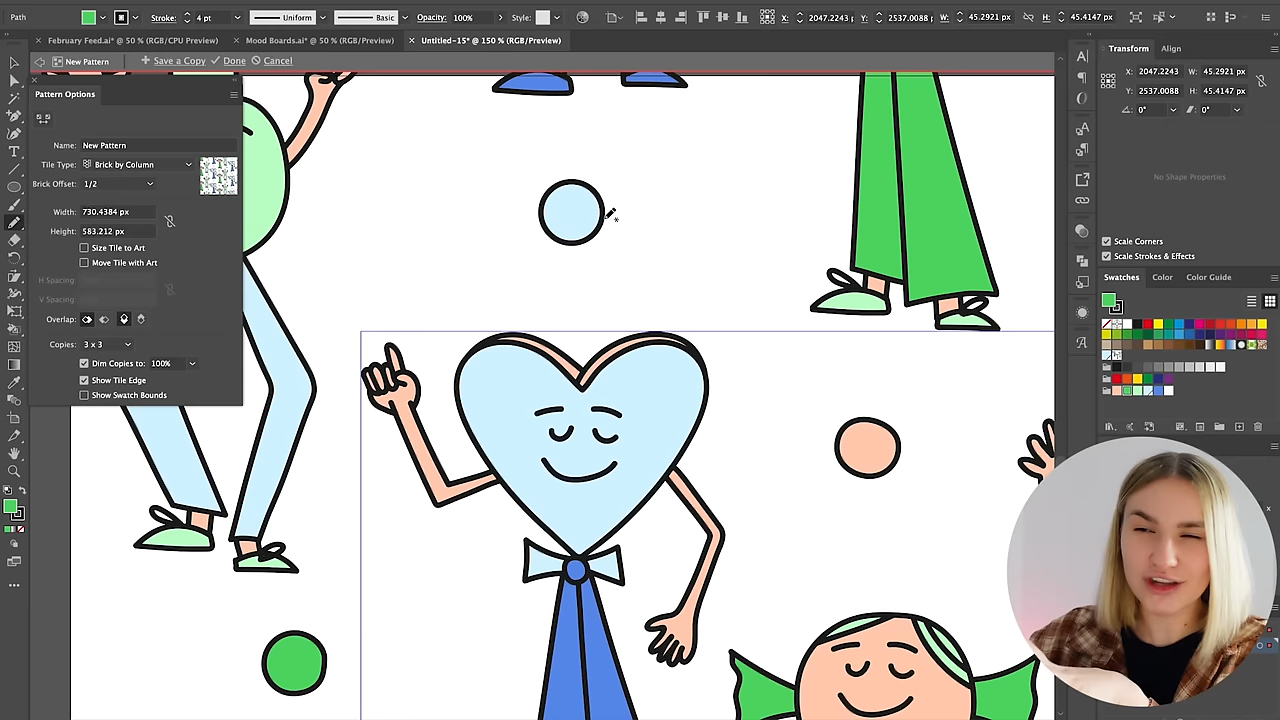 Path Stroke: 4 pt Uniform Basic Opacity: 100% Style: X: 2047.2243 Y: 2537.0088 W: 45.2921 px H: 45.4147 px
February Feed.ai* @ 50 % (RGB/CPU Preview) Mood Boards.ai* @ 50 % (RGB/Preview) Untitled-15* @ 150 % (RGB/Preview)
New Pattern Save a Copy Done Cancel
Pattern Options
Name: New Pattern
Tile Type: Brick by Column
Brick Offset: 1/2
Width: 730.4384 px
Height: 583.212 px
Size Tile to Art
Move Tile with Art
H Spacing:
V Spacing:
Overlap:
Copies: 3 x 3
Dim Copies to: 100%
Show Tile Edge
Show Swatch Bounds
Transform Align
X: 2047.2243 W: 45.2921 px
Y: 2537.0088 H: 45.4147 px
0° 0°
No Shape Properties
Scale Corners
Scale Strokes & Effects
Swatches Color Color Guide